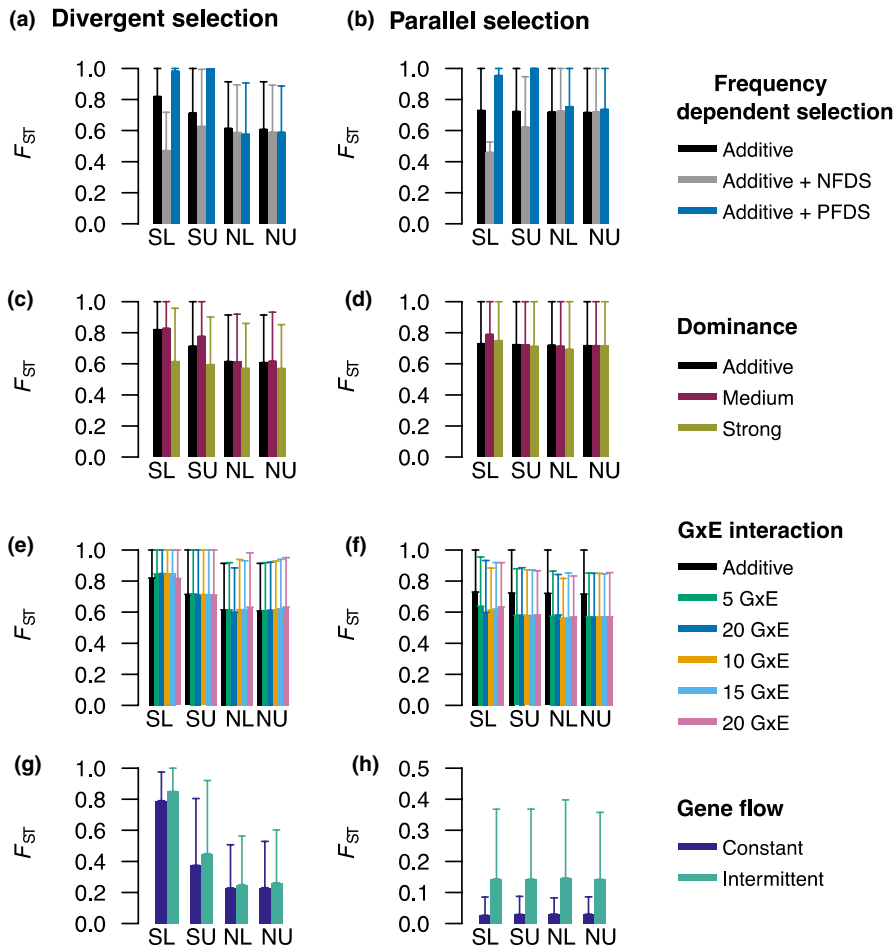 (a) Divergent selection
(b) Parallel selection
1.0
0.8
0.6
0.4
0.2
0.0
FST
SL SU NL NU
1.0
0.8
0.6
0.4
0.2
0.0
FST
SL SU NL NU
Frequency
dependent selection
Additive
Additive + NFDS
Additive + PFDS
(c)
1.0
0.8
0.6
0.4
0.2
0.0
FST
SL SU NL NU
(d)
1.0
0.8
0.6
0.4
0.2
0.0
FST
SL SU NL NU
Dominance
Additive
Medium
Strong
(e)
1.0
0.8
0.6
0.4
0.2
0.0
FST
SL SU NL NU
(f)
1.0
0.8
0.6
0.4
0.2
0.0
FST
SL SU NL NU
GxE interaction
Additive
5 GxE
20 GxE
10 GxE
15 GxE
20 GxE
(g)
1.0
0.8
0.6
0.4
0.2
0.0
FST
SL SU NL NU
(h)
0.5
0.4
0.3
0.2
0.1
0.0
FST
SL SU NL NU
Gene flow
Constant
Intermittent